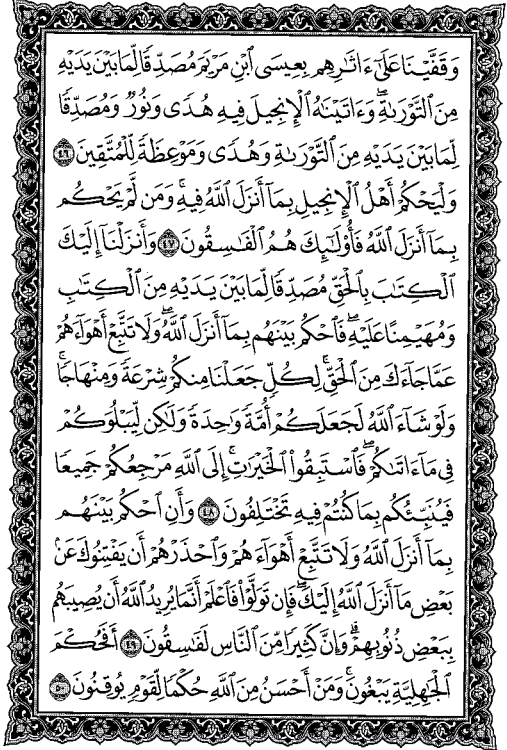 وَقَفَّيْنَا عَلَىٰٓ ءَاثَـٰرِهِم بِعِيسَى ٱبْنِ مَرْيَمَ مُصَدِّقًا لِّمَا بَيْنَ يَدَيْهِ
مِنَ ٱلتَّوْرَىٰةِ ۖ وَءَاتَيْنَـٰهُ ٱلْإِنجِيلَ فِيهِ هُدًى وَنُورٌ وَمُصَدِّقًا
لِّمَا بَيْنَ يَدَيْهِ مِنَ ٱلتَّوْرَىٰةِ وَهُدًى وَمَوْعِظَةً لِّلْمُتَّقِينَ ٤٦
وَلْيَحْكُمْ أَهْلُ ٱلْإِنجِيلِ بِمَآ أَنزَلَ ٱللَّهُ فِيهِ ۚ وَمَن لَّمْ يَحْكُم
بِمَآ أَنزَلَ ٱللَّهُ فَأُو۟لَـٰٓئِكَ هُمُ ٱلْفَـٰسِقُونَ ٤٧ وَأَنزَلْنَآ إِلَيْكَ
ٱلْكِتَـٰبَ بِٱلْحَقِّ مُصَدِّقًا لِّمَا بَيْنَ يَدَيْهِ مِنَ ٱلْكِتَـٰبِ
وَمُهَيْمِنًا عَلَيْهِ ۖ فَٱحْكُم بَيْنَهُم بِمَآ أَنزَلَ ٱللَّهُ ۖ وَلَا تَتَّبِعْ أَهْوَآءَهُمْ
عَمَّا جَآءَكَ مِنَ ٱلْحَقِّ ۚ لِكُلٍّ جَعَلْنَا مِنكُمْ شِرْعَةً وَمِنْهَاجًا ۚ
وَلَوْ شَآءَ ٱللَّهُ لَجَعَلَكُمْ أُمَّةً وَٰحِدَةً وَلَـٰكِن لِّيَبْلُوَكُمْ
فِى مَآ ءَاتَىٰكُمْ ۖ فَٱسْتَبِقُوا۟ ٱلْخَيْرَٰتِ ۚ إِلَى ٱللَّهِ مَرْجِعُكُمْ جَمِيعًا
فَيُنَبِّئُكُم بِمَا كُنتُمْ فِيهِ تَخْتَلِفُونَ ٤٨ وَأَنِ ٱحْكُم بَيْنَهُم
بِمَآ أَنزَلَ ٱللَّهُ وَلَا تَتَّبِعْ أَهْوَآءَهُمْ وَٱحْذَرْهُمْ أَن يَفْتِنُوكَ عَنۢ
بَعْضِ مَآ أَنزَلَ ٱللَّهُ إِلَيْكَ ۖ فَإِن تَوَلَّوْا۟ فَٱعْلَمْ أَنَّمَا يُرِيدُ ٱللَّهُ أَن يُصِيبَهُم
بِبَعْضِ ذُنُوبِهِمْ ۗ وَإِنَّ كَثِيرًا مِّنَ ٱلنَّاسِ لَفَـٰسِقُونَ ٤٩ أَفَحُكْمَ
ٱلْجَـٰهِلِيَّةِ يَبْغُونَ ۚ وَمَنْ أَحْسَنُ مِنَ ٱللَّهِ حُكْمًا لِّقَوْمٍ يُوقِنُونَ ٥٠